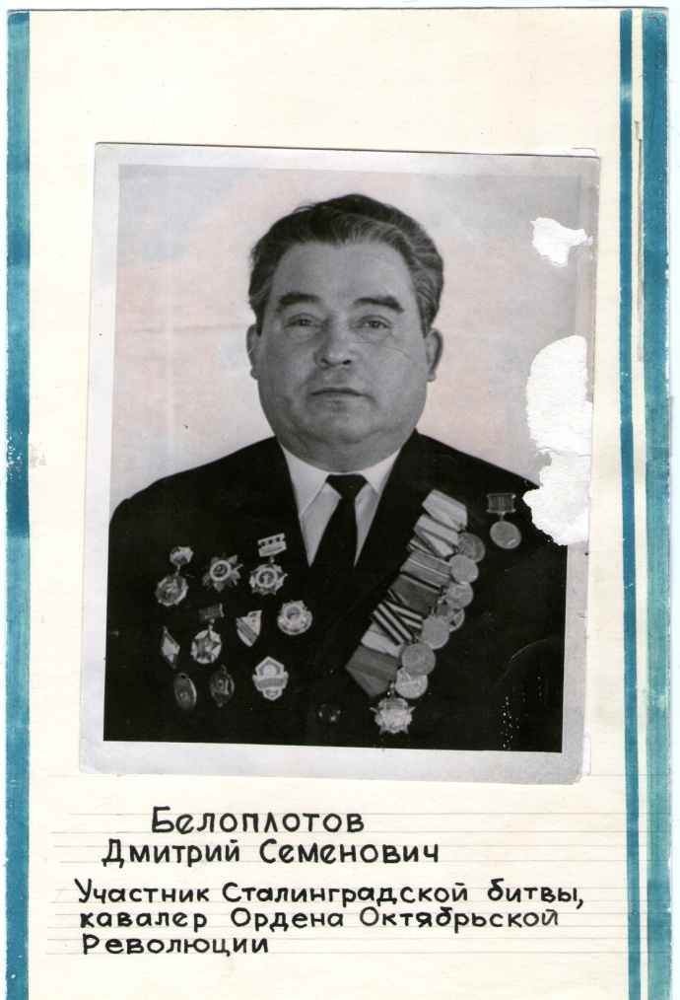 Белоплотов
Дмитрий Семенович
Участник Сталинградской битвы,
кавалер Ордена Октябрьской
Революции